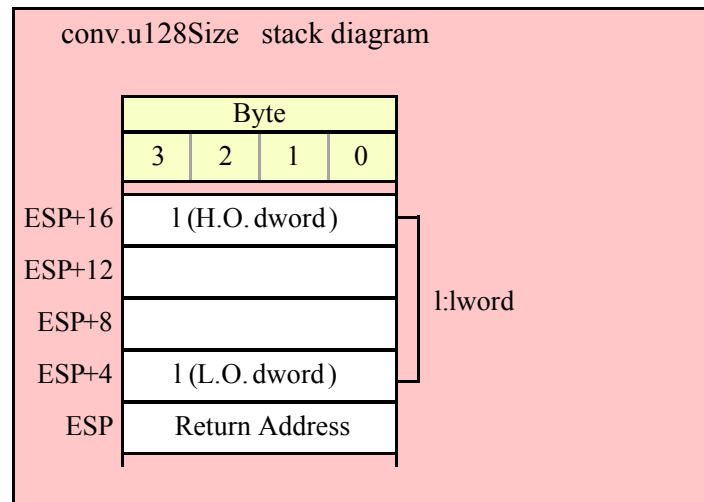 conv.u128Size stack diagram
Byte
3 2 1 0
ESP+16 l (H.O. dword)
ESP+12
l:lword
ESP+8
ESP+4 l (L.O. dword)
ESP Return Address